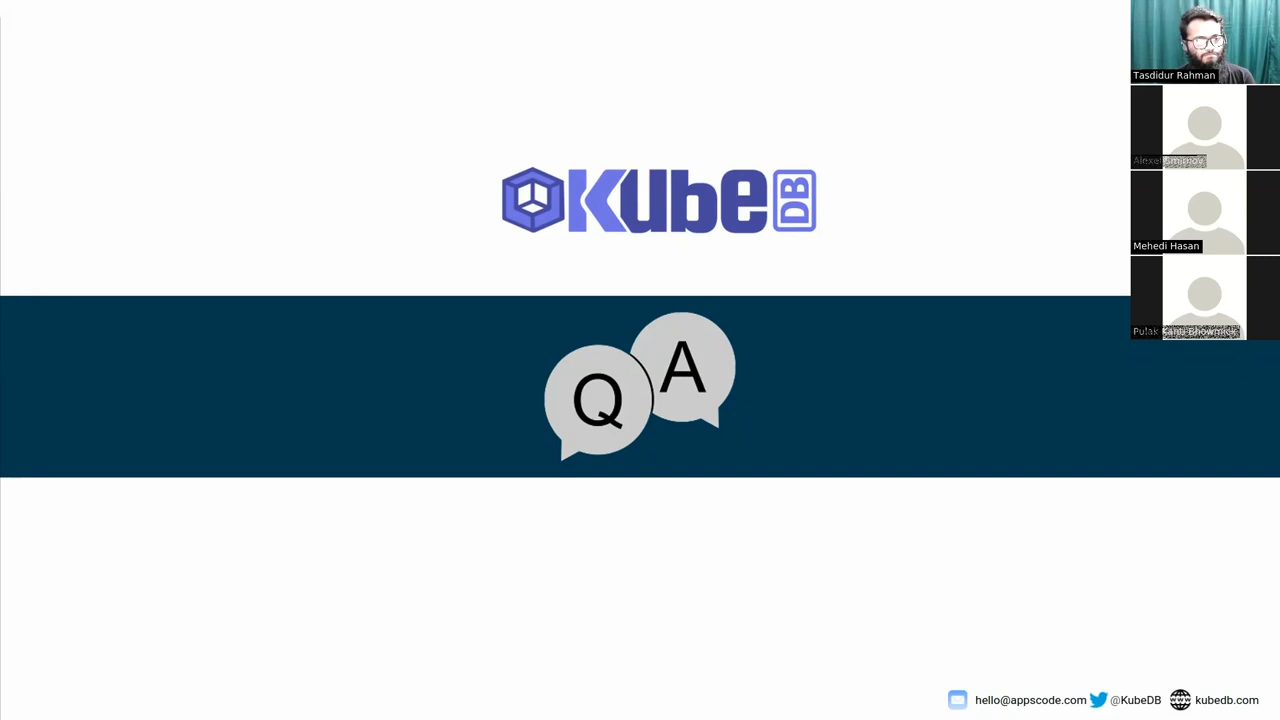 KubeDB
Q A
Tasdidur Rahman
Mehedi Hasan
hello@appscode.com @KubeDB kubedb.com